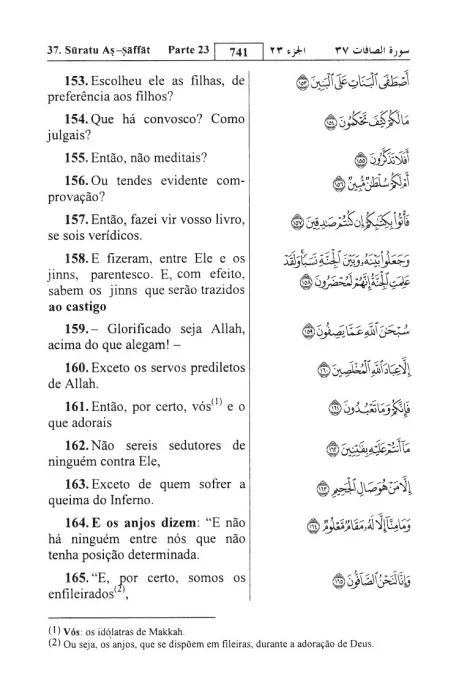 37. Sūratu Aṣ-Ṣāffāt Parte 23 741 الجزء ٢٣ سورة الصافات ٣٧
153. Escolheu ele as filhas, de
preferência aos filhos?
أَصْطَفَى ٱلْبَنَاتِ عَلَى ٱلْبَنِينَ ﴿١٥٣﴾
154. Que há convosco? Como
julgais?
مَا لَكُمْ كَيْفَ تَحْكُمُونَ ﴿١٥٤﴾
155. Então, não meditais?
أَفَلَا تَذَكَّرُونَ ﴿١٥٥﴾
156. Ou tendes evidente com-
provação?
أَمْ لَكُمْ سُلْطَٰنٌ مُّبِينٌ ﴿١٥٦﴾
157. Então, fazei vir vosso livro,
se sois verídicos.
فَأْتُوا۟ بِكِتَٰبِكُمْ إِن كُنتُمْ صَٰدِقِينَ ﴿١٥٧﴾
158. E fizeram, entre Ele e os
jinns, parentesco. E, com efeito,
sabem os jinns que serão trazidos
ao castigo
وَجَعَلُوا۟ بَيْنَهُۥ وَبَيْنَ ٱلْجِنَّةِ نَسَبًا وَلَقَدْ
عَلِمَتِ ٱلْجِنَّةُ إِنَّهُمْ لَمُحْضَرُونَ ﴿١٥٨﴾
159. – Glorificado seja Allah,
acima do que alegam! –
سُبْحَٰنَ ٱللَّهِ عَمَّا يَصِفُونَ ﴿١٥٩﴾
160. Exceto os servos prediletos
de Allah.
إِلَّا عِبَادَ ٱللَّهِ ٱلْمُخْلَصِينَ ﴿١٦٠﴾
161. Então, por certo, vós(1) e o
que adorais
فَإِنَّكُمْ وَمَا تَعْبُدُونَ ﴿١٦١﴾
162. Não sereis sedutores de
ninguém contra Ele,
مَا أَنتُمْ عَلَيْهِ بِفَٰتِنِينَ ﴿١٦٢﴾
163. Exceto de quem sofrer a
queima do Inferno.
إِلَّا مَنْ هُوَ صَالِ ٱلْجَحِيمِ ﴿١٦٣﴾
164. E os anjos dizem: “E não
há ninguém entre nós que não
tenha posição determinada.
وَمَا مِنَّا إِلَّا لَهُۥ مَقَامٌ مَّعْلُومٌ ﴿١٦٤﴾
165. “E, por certo, somos os
enfileirados(2),
وَإِنَّا لَنَحْنُ ٱلصَّافُّونَ ﴿١٦٥﴾
(1) Vós: os idólatras de Makkah.
(2) Ou seja, os anjos, que se dispõem em fileiras, durante a adoração de Deus.